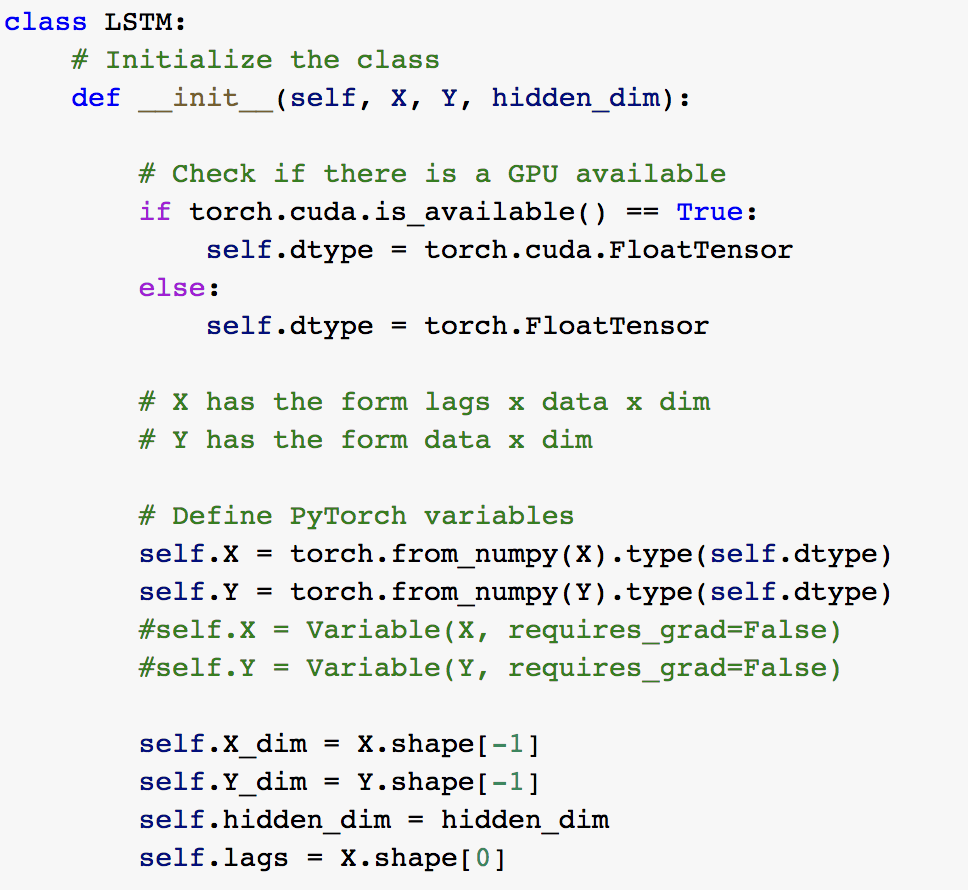 class LSTM:
    # Initialize the class
    def __init__(self, X, Y, hidden_dim):

        # Check if there is a GPU available
        if torch.cuda.is_available() == True:
            self.dtype = torch.cuda.FloatTensor
        else:
            self.dtype = torch.FloatTensor

        # X has the form lags x data x dim
        # Y has the form data x dim

        # Define PyTorch variables
        self.X = torch.from_numpy(X).type(self.dtype)
        self.Y = torch.from_numpy(Y).type(self.dtype)
        #self.X = Variable(X, requires_grad=False)
        #self.Y = Variable(Y, requires_grad=False)

        self.X_dim = X.shape[-1]
        self.Y_dim = Y.shape[-1]
        self.hidden_dim = hidden_dim
        self.lags = X.shape[0]